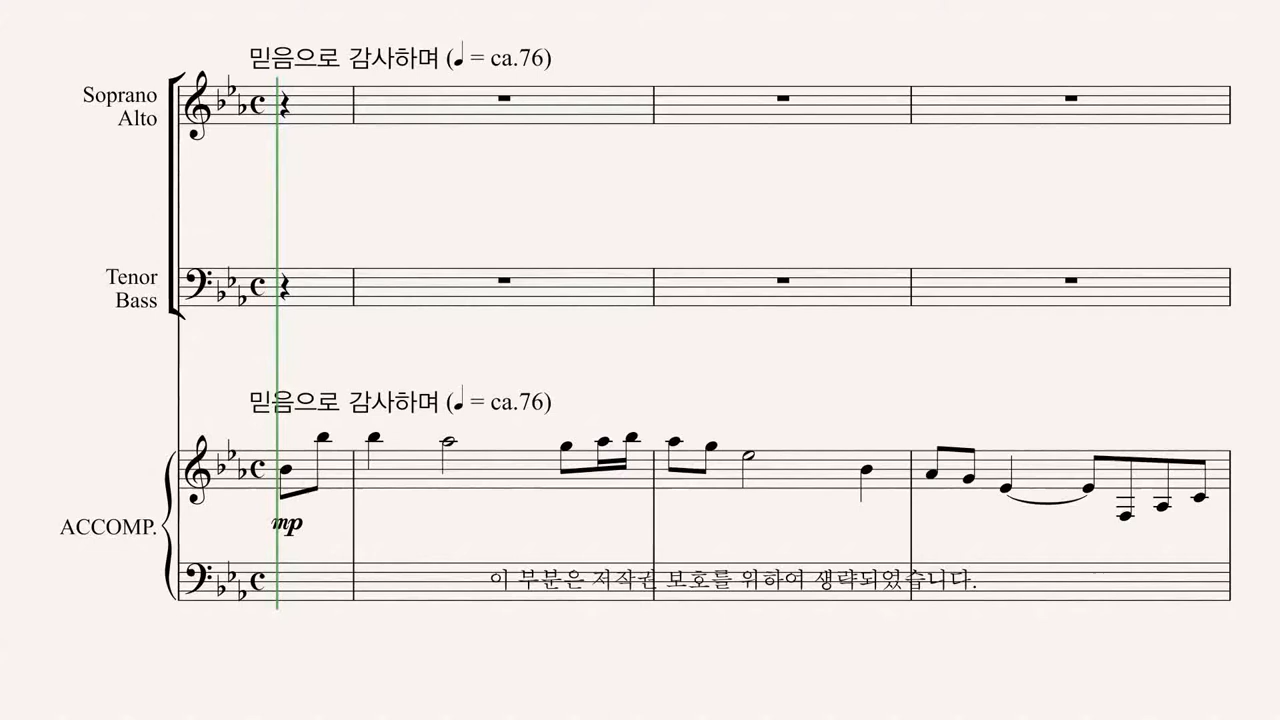 믿음으로 감사하며 (♩ = ca.76)
Soprano
Alto
Tenor
Bass
믿음으로 감사하며 (♩ = ca.76)
mp
ACCOMP.
이 부분은 저작권 보호를 위하여 생략되었습니다.